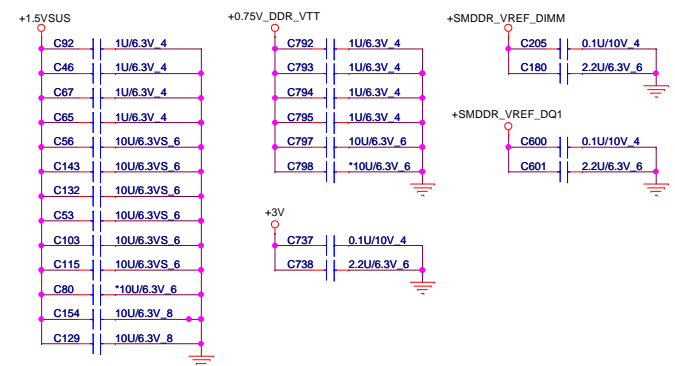 +1.5VSUS
C92 1U/6.3V_4
C46 1U/6.3V_4
C67 1U/6.3V_4
C65 1U/6.3V_4
C56 10U/6.3VS_6
C143 10U/6.3VS_6
C132 10U/6.3VS_6
C53 10U/6.3VS_6
C103 10U/6.3VS_6
C115 10U/6.3VS_6
C80 *10U/6.3V_6
C154 10U/6.3V_8
C129 10U/6.3V_8
+0.75V_DDR_VTT
C792 1U/6.3V_4
C793 1U/6.3V_4
C794 1U/6.3V_4
C795 1U/6.3V_4
C797 10U/6.3V_6
C798 *10U/6.3V_6
+3V
C737 0.1U/10V_4
C738 2.2U/6.3V_6
+SMDDR_VREF_DIMM
C205 0.1U/10V_4
C180 2.2U/6.3V_6
+SMDDR_VREF_DQ1
C600 0.1U/10V_4
C601 2.2U/6.3V_6